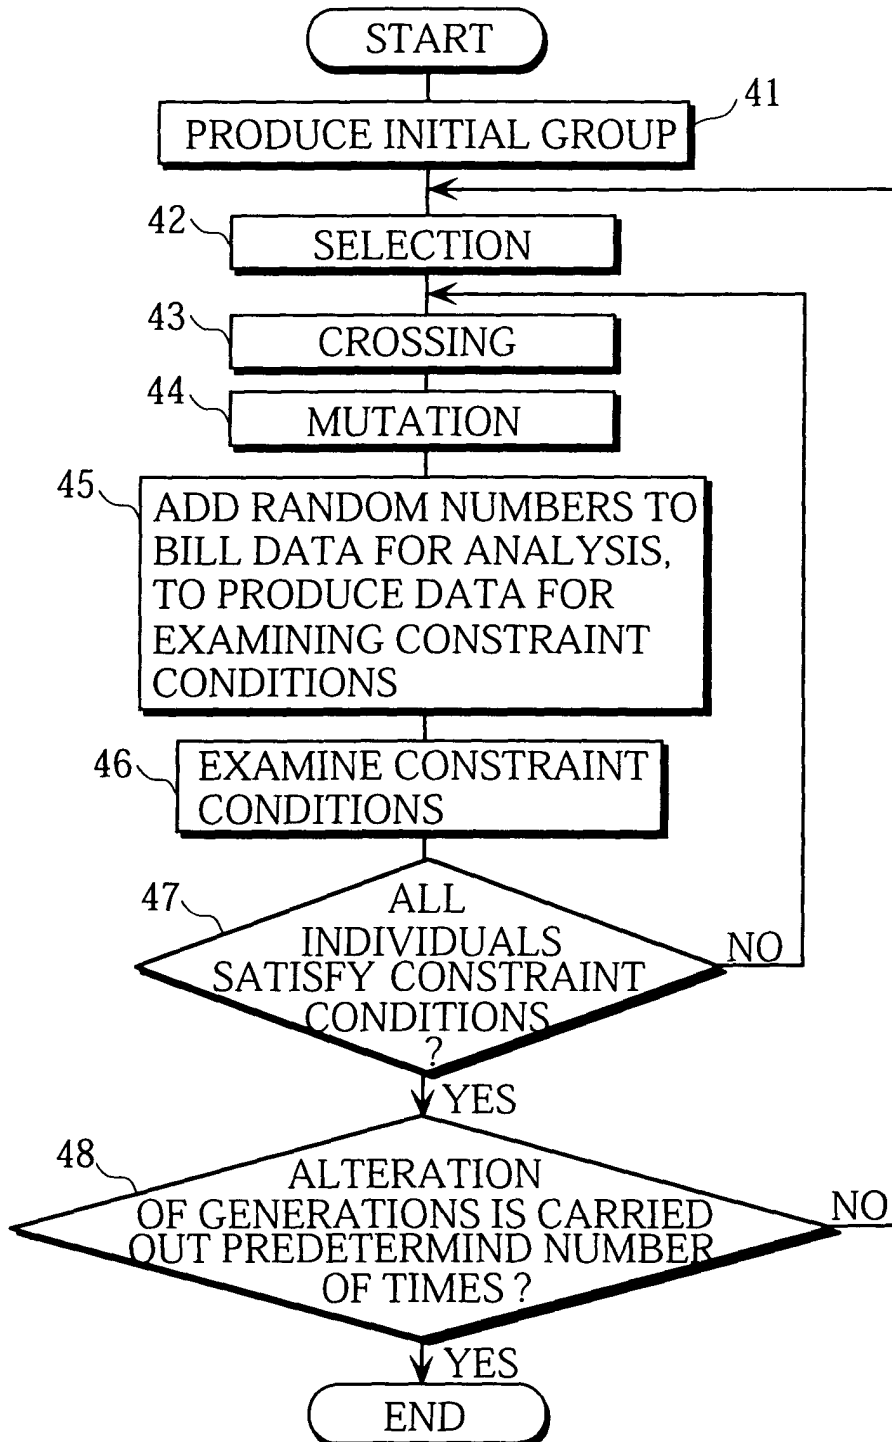 START
41
PRODUCE INITIAL GROUP
42
SELECTION
43
CROSSING
44
MUTATION
45
ADD RANDOM NUMBERS TO
BILL DATA FOR ANALYSIS,
TO PRODUCE DATA FOR
EXAMINING CONSTRAINT
CONDITIONS
46
EXAMINE CONSTRAINT
CONDITIONS
47
ALL
INDIVIDUALS
SATISFY CONSTRAINT
CONDITIONS
?
NO
YES
48
ALTERATION
OF GENERATIONS IS CARRIED
OUT PREDETERMIND NUMBER
OF TIMES ?
NO
YES
END